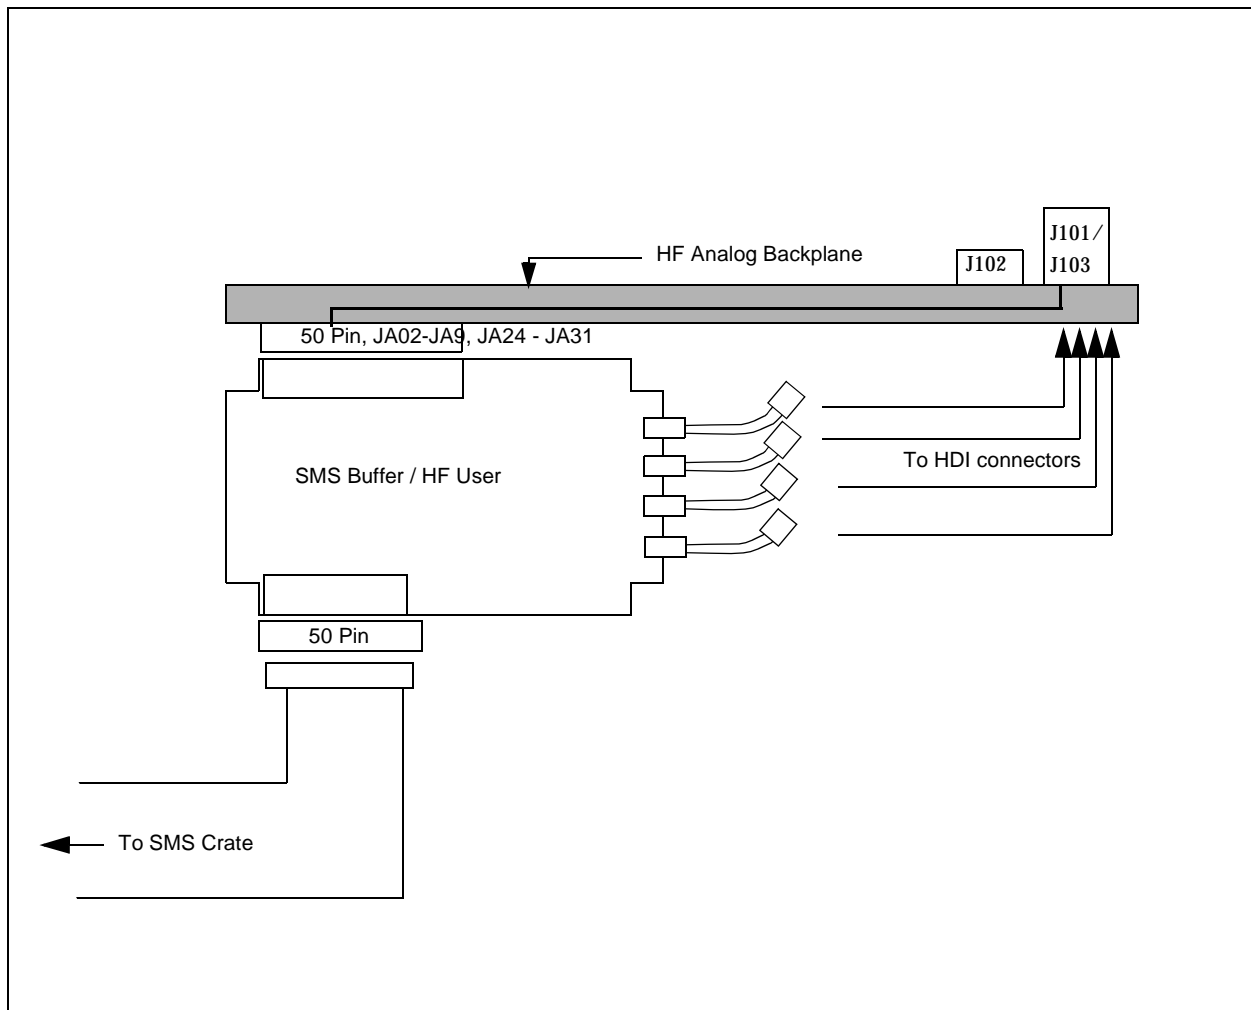 J101/
J103
HF Analog Backplane
J102
50 Pin, JA02-JA9, JA24 - JA31
To HDI connectors
SMS Buffer / HF User
50 Pin
To SMS Crate